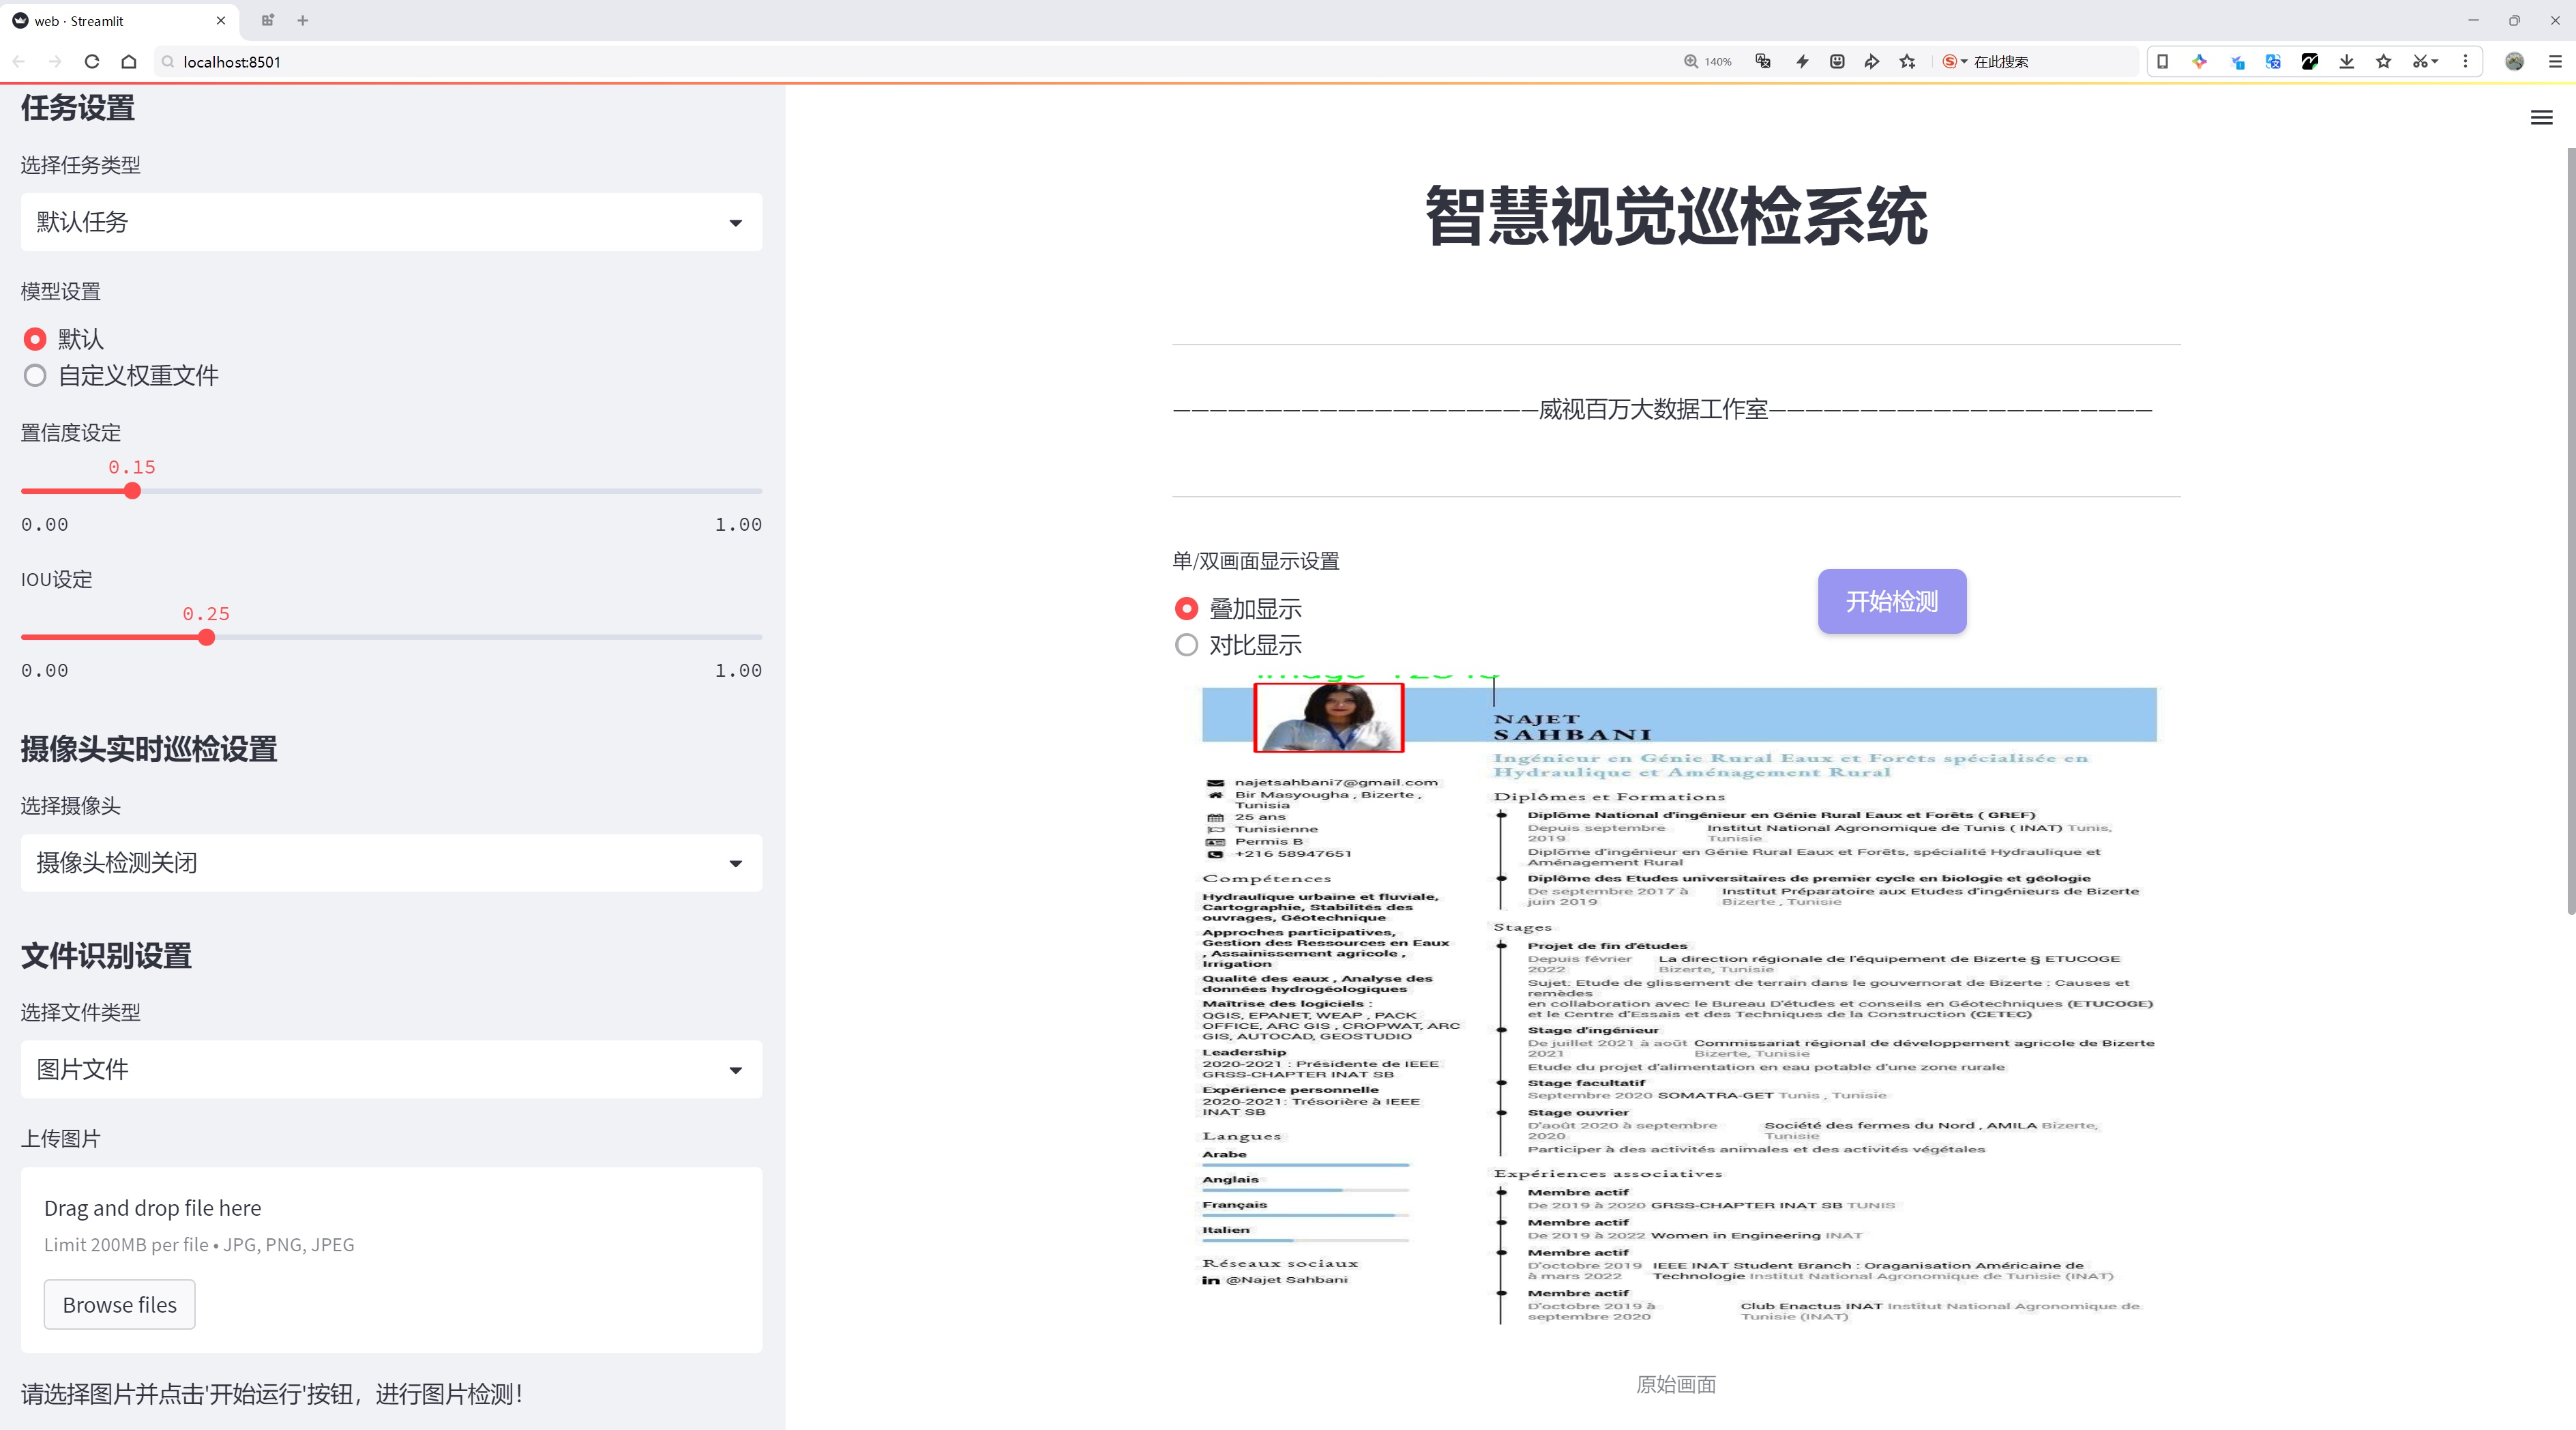 web · Streamlit
localhost:8501
140%
在此搜索
任务设置
选择任务类型
默认任务
模型设置
默认
自定义权重文件
置信度设定
0.15
0.00 1.00
IOU设定
0.25
0.00 1.00
摄像头实时巡检设置
选择摄像头
摄像头检测关闭
文件识别设置
选择文件类型
图片文件
上传图片
Drag and drop file here
Limit 200MB per file • JPG, PNG, JPEG
Browse files
请选择图片并点击'开始运行'按钮，进行图片检测！
智慧视觉巡检系统
————————————————————威视百万大数据工作室—————————————————————
单/双画面显示设置
叠加显示
对比显示
开始检测
NAJET
SAHBANI
Ingénieur en Génie Rural Eaux et Forêts spécialisée en
Hydraulique et Aménagement Rural
najetsahbani7@gmail.com
Bir Masyougha , Bizerte ,
Tunisia
25 ans
Tunisienne
Permis B
+216 58947651
Compétences
Hydraulique urbaine et fluviale,
Cartographie, Stabilités des
ouvrages, Géotechnique
Approches participatives,
Gestion des Ressources en Eaux
, Assainissement agricole ,
Irrigation
Qualité des eaux , Analyse des
données hydrogéologiques
Maîtrise des logiciels :
QGIS, EPANET, WEAP , PACK
OFFICE, ARC GIS , CROPWAT, ARC
GIS, AUTOCAD, GEOSTUDIO
Leadership
2020-2021 : Présidente de IEEE
GRSS-CHAPTER INAT SB
Expérience personnelle
2020-2021: Trésorière à IEEE
INAT SB
Langues
Arabe
Anglais
Français
Italien
Réseaux sociaux
in @Najet Sahbani
Diplômes et Formations
Diplôme National d'ingénieur en Génie Rural Eaux et Forêts ( GREF)
Depuis septembre 2019
Institut National Agronomique de Tunis ( INAT) Tunis, Tunisie
Diplôme d'ingénieur en Génie Rural Eaux et Forêts, spécialité Hydraulique et
Aménagement Rural
Diplôme des Etudes universitaires de premier cycle en biologie et géologie
De septembre 2017 à juin 2019
Institut Préparatoire aux Etudes d'ingénieurs de Bizerte
Bizerte , Tunisie
Stages
Projet de fin d'études
Depuis février 2022
La direction régionale de l'équipement de Bizerte § ETUCOGE
Bizerte, Tunisie
Sujet: Etude de glissement de terrain dans le gouvernorat de Bizerte : Causes et
remèdes
en collaboration avec le Bureau D'études et conseils en Géotechniques (ETUCOGE)
et le Centre d'Essais et des Techniques de la Construction (CETEC)
Stage d'ingénieur
De juillet 2021 à août 2021
Commissariat régional de développement agricole de Bizerte
Bizerte, Tunisie
Etude du projet d'alimentation en eau potable d'une zone rurale
Stage facultatif
Septembre 2020 SOMATRA-GET Tunis , Tunisie
Stage ouvrier
D'août 2020 à septembre 2020
Société des fermes du Nord , AMILA Bizerte, Tunisie
Participer à des activités animales et des activités végétales
Expériences associatives
Membre actif
De 2019 à 2020 GRSS-CHAPTER INAT SB TUNIS
Membre actif
De 2019 à 2022 Women in Engineering INAT
Membre actif
D'octobre 2019 à mars 2022
IEEE INAT Student Branch : Oraganisation Américaine de
Technologie Institut National Agronomique de Tunisie (INAT)
Membre actif
D'octobre 2019 à septembre 2020
Club Enactus INAT Institut National Agronomique de
Tunisie (INAT)
原始画面